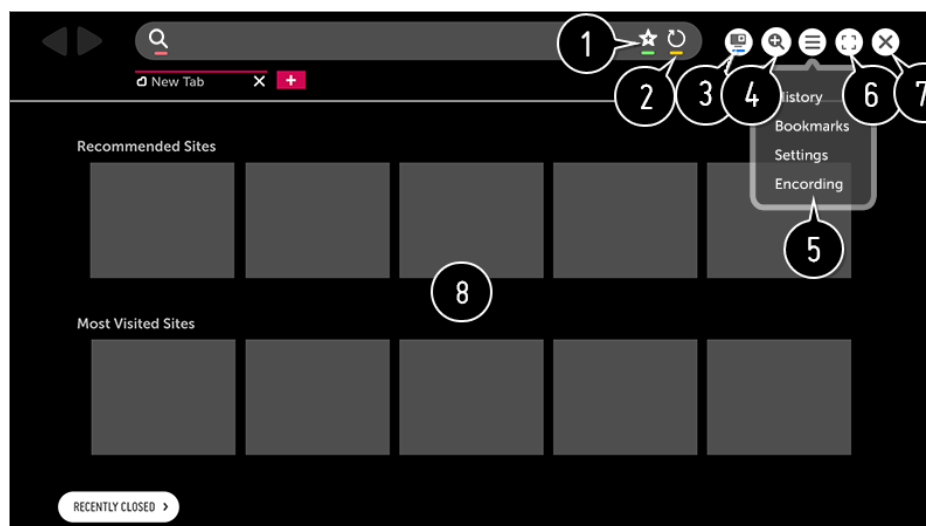 1
New Tab
2
3
4
6
7
History
Bookmarks
Settings
Encording
5
Recommended Sites
8
Most Visited Sites
RECENTLY CLOSED